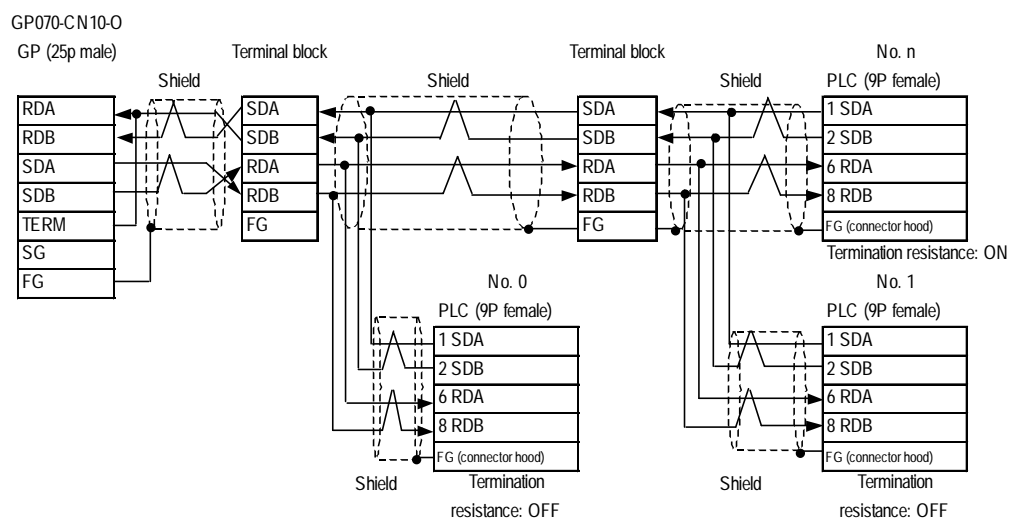 GP070-CN10-O
GP (25p male)
Terminal block
Terminal block
No. n
PLC (9P female)
Shield
Shield
Shield
RDA
RDB
SDA
SDB
TERM
SG
FG
SDA
SDB
RDA
RDB
FG
SDA
SDB
RDA
RDB
FG
1 SDA
2 SDB
6 RDA
8 RDB
FG (connector hood)
Termination resistance: ON
No. 0
PLC (9P female)
1 SDA
2 SDB
6 RDA
8 RDB
FG (connector hood)
Shield
Termination
resistance: OFF
No. 1
PLC (9P female)
1 SDA
2 SDB
6 RDA
8 RDB
FG (connector hood)
Shield
Termination
resistance: OFF